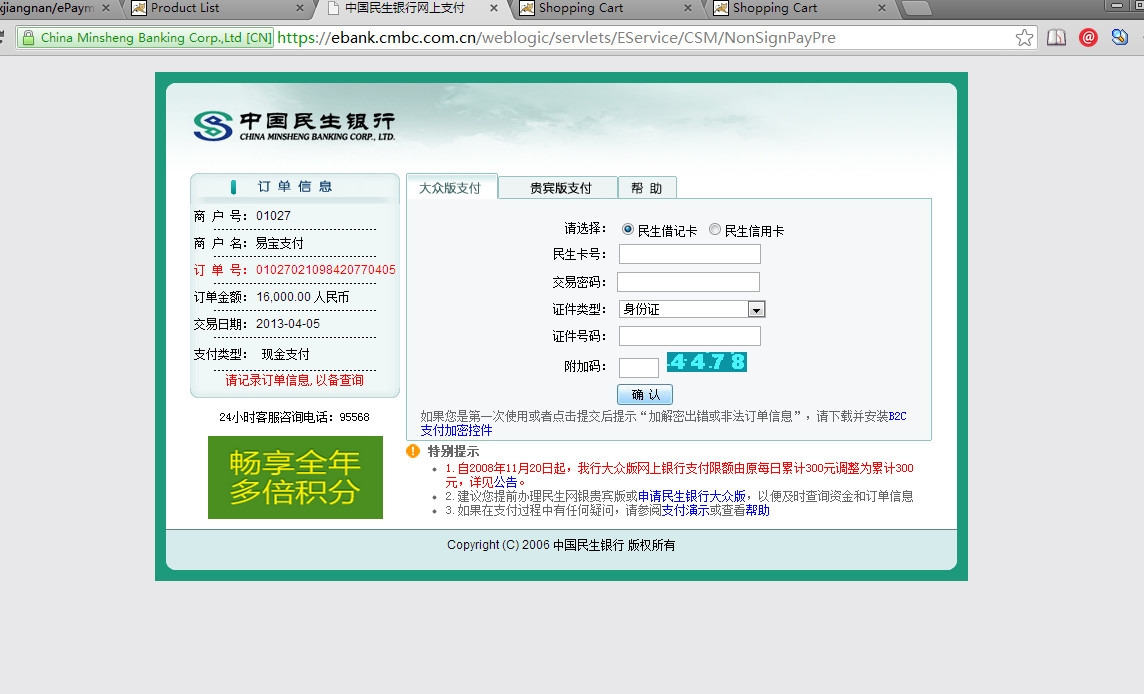 xjiangnan/ePaym
Product List
中国民生银行网上支付
Shopping Cart
Shopping Cart
China Minsheng Banking Corp.,Ltd [CN]
https://ebank.cmbc.com.cn/weblogic/servlets/EService/CSM/NonSignPayPre
中国民生银行
CHINA MINSHENG BANKING CORP., LTD.
订单信息
商 户 号： 01027
商 户 名： 易宝支付
订 单 号： 01027021098420770405
订单金额： 16,000.00 人民币
交易日期： 2013-04-05
支付类型： 现金支付
请记录订单信息, 以备查询
24小时客服咨询电话：95568
畅享全年
多倍积分
大众版支付
贵宾版支付
帮 助
请选择： 民生借记卡 民生信用卡
民生卡号：
交易密码：
证件类型： 身份证
证件号码：
附加码： 4478
确 认
如果您是第一次使用或者点击提交后提示“加解密出错或非法订单信息”，请下载并安装B2C
支付加密控件
特别提示
1. 自2008年11月20日起，我行大众版网上银行支付限额由原每日累计300元调整为累计300
元，详见公告。
2. 建议您提前办理民生网银贵宾版或申请民生银行大众版，以便及时查询资金和订单信息
3. 如果在支付过程中有任何疑问，请参阅支付演示或查看帮助
Copyright (C) 2006 中国民生银行 版权所有